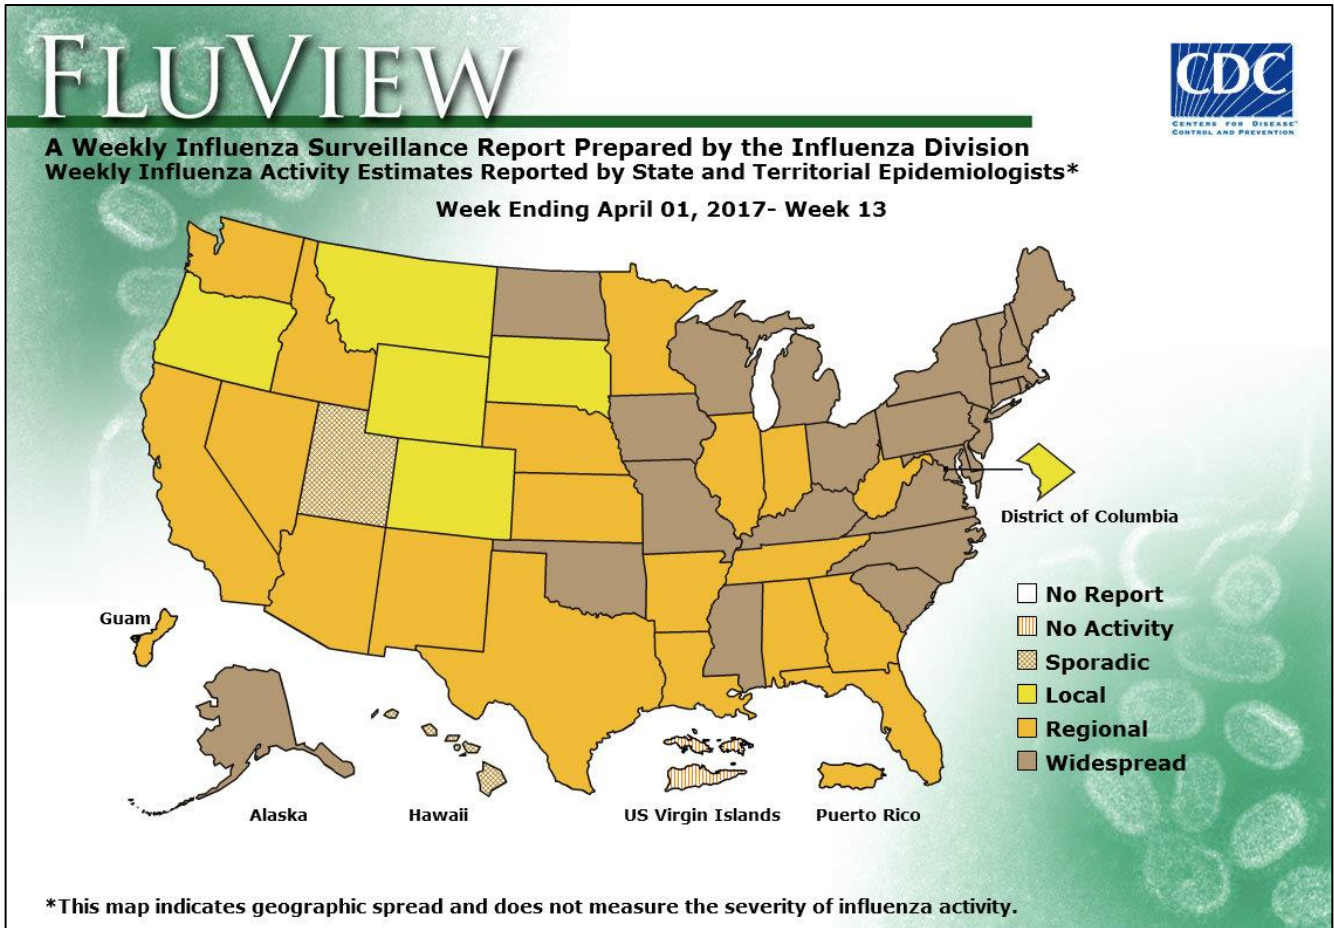 FLUVIEW
CDC
CENTERS FOR DISEASE™
CONTROL AND PREVENTION
A Weekly Influenza Surveillance Report Prepared by the Influenza Division
Weekly Influenza Activity Estimates Reported by State and Territorial Epidemiologists*
Week Ending April 01, 2017- Week 13
District of Columbia
No Report
No Activity
Sporadic
Local
Regional
Widespread
Guam
Alaska
Hawaii
US Virgin Islands
Puerto Rico
*This map indicates geographic spread and does not measure the severity of influenza activity.